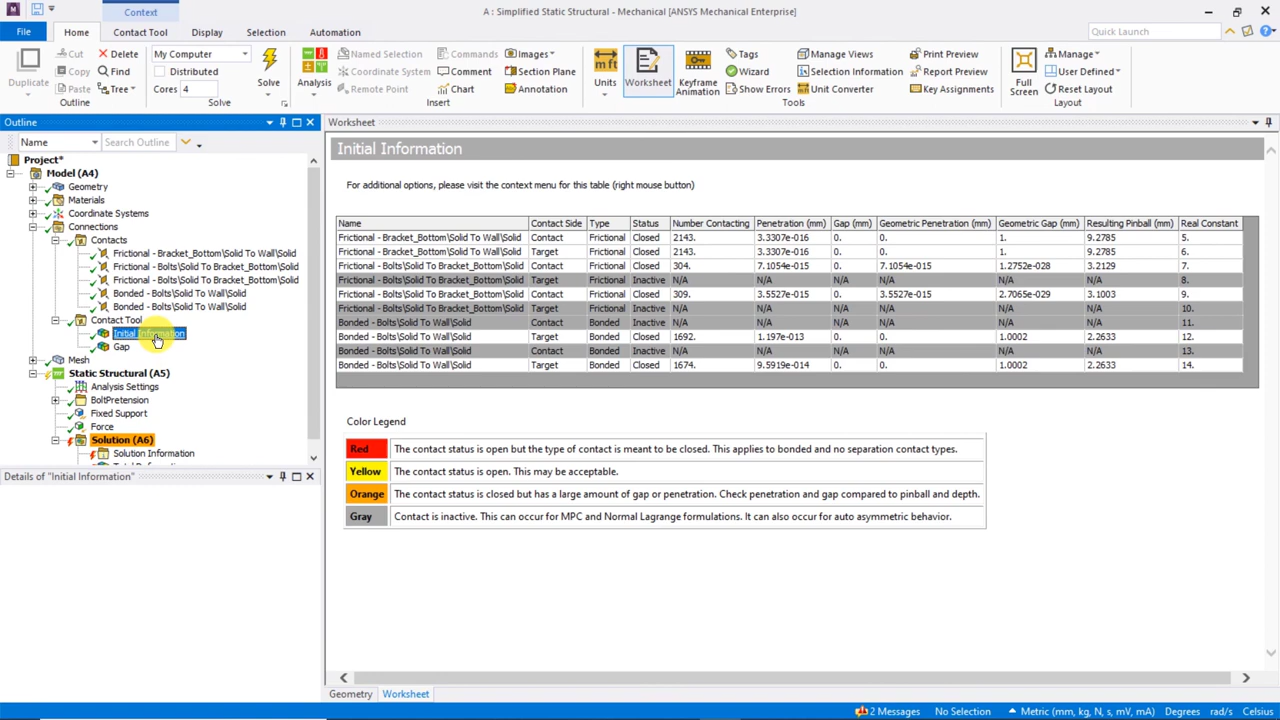 Context
A : Simplified Static Structural - Mechanical [ANSYS Mechanical Enterprise]
File Home Contact Tool Display Selection Automation Quick Launch
Duplicate Cut Copy Paste Delete Find Tree Outline
My Computer Distributed Cores 4 Solve Solve
Analysis Named Selection Coordinate System Remote Point Commands Comment Chart Images Section Plane Annotation Insert
Units Worksheet Keyframe Animation Tags Wizard Show Errors Manage Views Selection Information Unit Converter Print Preview Report Preview Key Assignments Tools
Full Screen Manage User Defined Reset Layout Layout
Outline
Name Search Outline
Project*
Model (A4)
Geometry
Materials
Coordinate Systems
Connections
Contacts
Frictional - Bracket_Bottom\Solid To Wall\Solid
Frictional - Bolts\Solid To Bracket_Bottom\Solid
Frictional - Bolts\Solid To Bracket_Bottom\Solid
Bonded - Bolts\Solid To Wall\Solid
Bonded - Bolts\Solid To Wall\Solid
Contact Tool
Initial Information
Gap
Mesh
Static Structural (A5)
Analysis Settings
BoltPretension
Fixed Support
Force
Solution (A6)
Solution Information
Details of "Initial Information"
Worksheet
Initial Information
For additional options, please visit the context menu for this table (right mouse button)
Name Contact Side Type Status Number Contacting Penetration (mm) Gap (mm) Geometric Penetration (mm) Geometric Gap (mm) Resulting Pinball (mm) Real Constant
Frictional - Bracket_Bottom\Solid To Wall\Solid Contact Frictional Closed 2143. 3.3307e-016 0. 0. 1. 9.2785 5.
Frictional - Bracket_Bottom\Solid To Wall\Solid Target Frictional Closed 2143. 3.3307e-016 0. 0. 1. 9.2785 6.
Frictional - Bolts\Solid To Bracket_Bottom\Solid Contact Frictional Closed 304. 7.1054e-015 0. 7.1054e-015 1.2752e-028 3.2129 7.
Frictional - Bolts\Solid To Bracket_Bottom\Solid Target Frictional Inactive N/A N/A N/A N/A N/A N/A 8.
Frictional - Bolts\Solid To Bracket_Bottom\Solid Contact Frictional Closed 309. 3.5527e-015 0. 3.5527e-015 2.7065e-029 3.1003 9.
Frictional - Bolts\Solid To Bracket_Bottom\Solid Target Frictional Inactive N/A N/A N/A N/A N/A N/A 10.
Bonded - Bolts\Solid To Wall\Solid Contact Bonded Inactive N/A N/A N/A N/A N/A N/A 11.
Bonded - Bolts\Solid To Wall\Solid Target Bonded Closed 1692. 1.197e-013 0. 0. 1.0002 2.2633 12.
Bonded - Bolts\Solid To Wall\Solid Contact Bonded Inactive N/A N/A N/A N/A N/A N/A 13.
Bonded - Bolts\Solid To Wall\Solid Target Bonded Closed 1674. 9.5919e-014 0. 0. 1.0002 2.2633 14.
Color Legend
Red The contact status is open but the type of contact is meant to be closed. This applies to bonded and no separation contact types.
Yellow The contact status is open. This may be acceptable.
Orange The contact status is closed but has a large amount of gap or penetration. Check penetration and gap compared to pinball and depth.
Gray Contact is inactive. This can occur for MPC and Normal Lagrange formulations. It can also occur for auto asymmetric behavior.
Geometry Worksheet
2 Messages No Selection Metric (mm, kg, N, s, mV, mA) Degrees rad/s Celsius